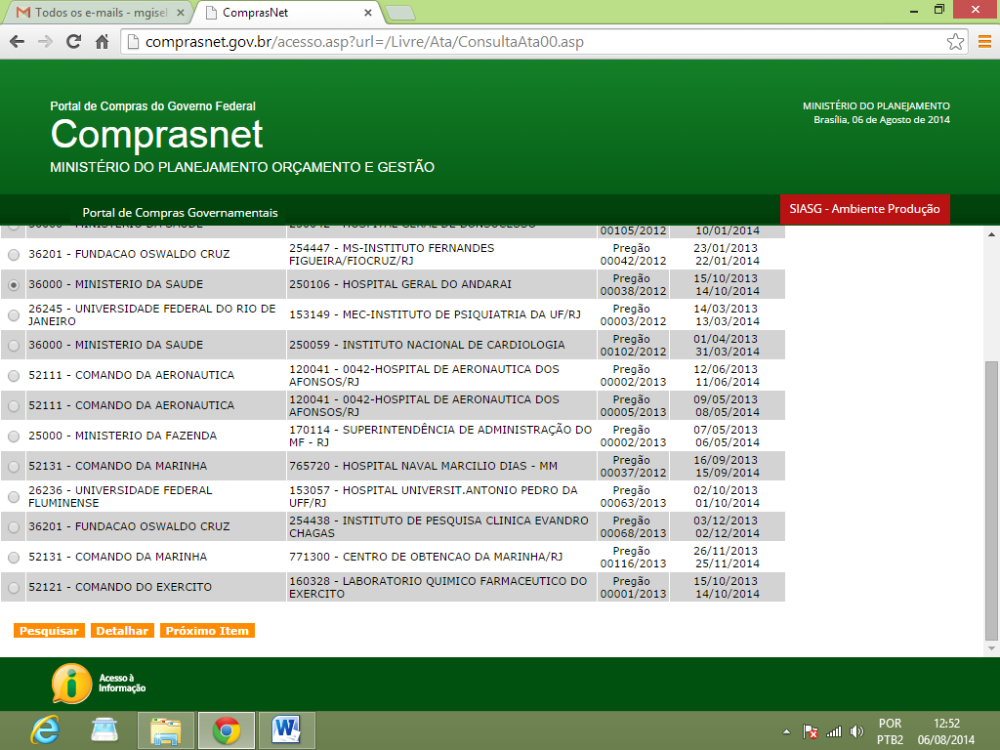 Todos os e-mails - mgisel
ComprasNet
comprasnet.gov.br/acesso.asp?url=/Livre/Ata/ConsultaAta00.asp
Portal de Compras do Governo Federal
Comprasnet
MINISTÉRIO DO PLANEJAMENTO ORÇAMENTO E GESTÃO
MINISTÉRIO DO PLANEJAMENTO
Brasília, 06 de Agosto de 2014
Portal de Compras Governamentais
SIASG - Ambiente Produção
36000 - MINISTERIO DA SAUDE 250042 - HOSPITAL GERAL DE BONSUCESSO
00105/2012 10/01/2014
36201 - FUNDACAO OSWALDO CRUZ 254447 - MS-INSTITUTO FERNANDES Pregão 23/01/2013
FIGUEIRA/FIOCRUZ/RJ 00042/2012 22/01/2014
36000 - MINISTERIO DA SAUDE 250106 - HOSPITAL GERAL DO ANDARAI Pregão 15/10/2013
00038/2012 14/10/2014
26245 - UNIVERSIDADE FEDERAL DO RIO DE 153149 - MEC-INSTITUTO DE PSIQUIATRIA DA UF/RJ Pregão 14/03/2013
JANEIRO 00003/2012 13/03/2014
36000 - MINISTERIO DA SAUDE 250059 - INSTITUTO NACIONAL DE CARDIOLOGIA Pregão 01/04/2013
00102/2012 31/03/2014
52111 - COMANDO DA AERONAUTICA 120041 - 0042-HOSPITAL DE AERONAUTICA DOS Pregão 12/06/2013
AFONSOS/RJ 00002/2013 11/06/2014
52111 - COMANDO DA AERONAUTICA 120041 - 0042-HOSPITAL DE AERONAUTICA DOS Pregão 09/05/2013
AFONSOS/RJ 00005/2013 08/05/2014
25000 - MINISTERIO DA FAZENDA 170114 - SUPERINTENDÊNCIA DE ADMINISTRAÇÃO DO Pregão 07/05/2013
MF - RJ 00002/2013 06/05/2014
52131 - COMANDO DA MARINHA 765720 - HOSPITAL NAVAL MARCILIO DIAS - MM Pregão 16/09/2013
00037/2012 15/09/2014
26236 - UNIVERSIDADE FEDERAL 153057 - HOSPITAL UNIVERSIT.ANTONIO PEDRO DA Pregão 02/10/2013
FLUMINENSE UFF/RJ 00063/2013 01/10/2014
36201 - FUNDACAO OSWALDO CRUZ 254438 - INSTITUTO DE PESQUISA CLINICA EVANDRO Pregão 03/12/2013
CHAGAS 00068/2013 02/12/2014
52131 - COMANDO DA MARINHA 771300 - CENTRO DE OBTENCAO DA MARINHA/RJ Pregão 26/11/2013
00116/2013 25/11/2014
52121 - COMANDO DO EXERCITO 160328 - LABORATORIO QUIMICO FARMACEUTICO DO Pregão 15/10/2013
EXERCITO 00001/2013 14/10/2014
Pesquisar Detalhar Próximo Item
Acesso à
Informação
POR 12:52
PTB2 06/08/2014